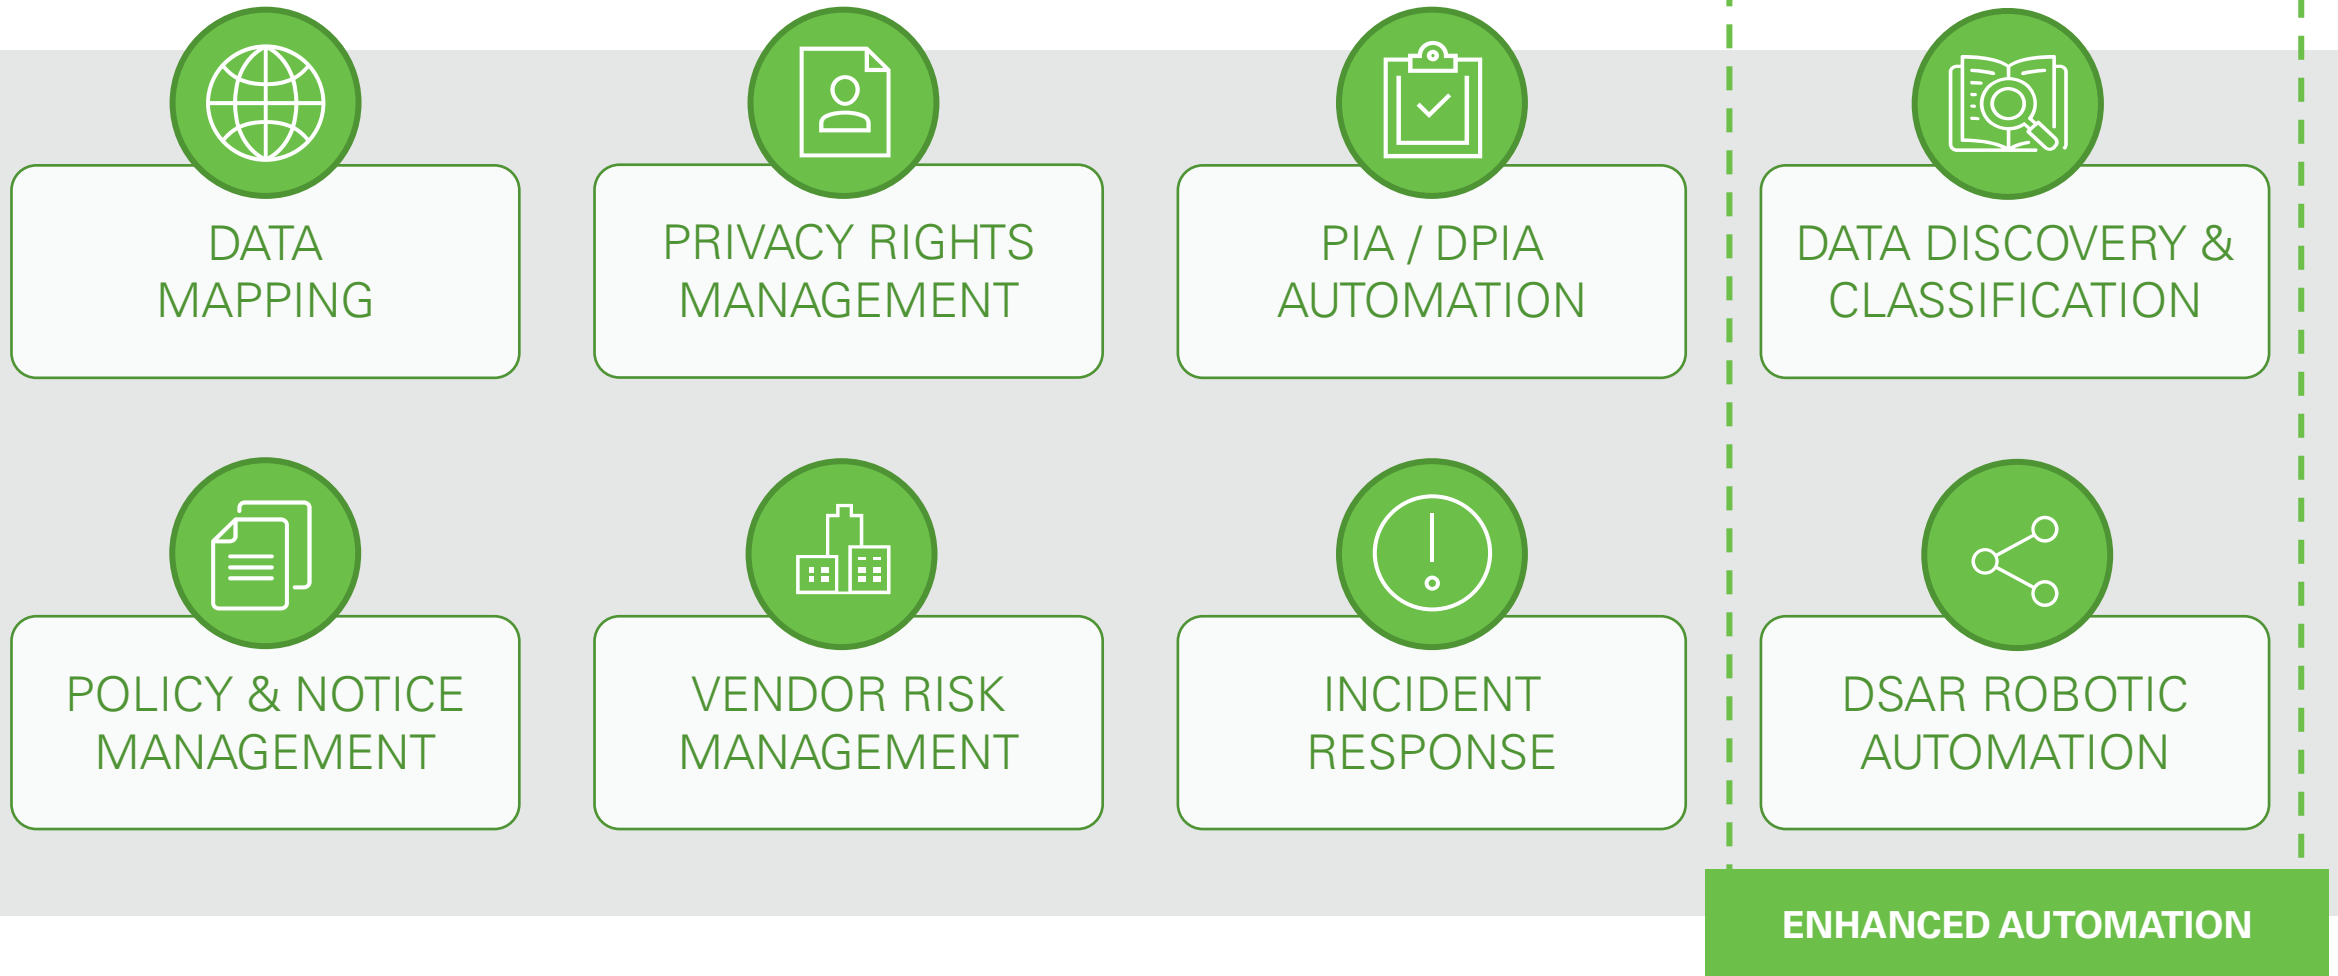 DATA
MAPPING
PRIVACY RIGHTS
MANAGEMENT
PIA / DPIA
AUTOMATION
DATA DISCOVERY &
CLASSIFICATION
POLICY & NOTICE
MANAGEMENT
VENDOR RISK
MANAGEMENT
INCIDENT
RESPONSE
DSAR ROBOTIC
AUTOMATION
ENHANCED AUTOMATION